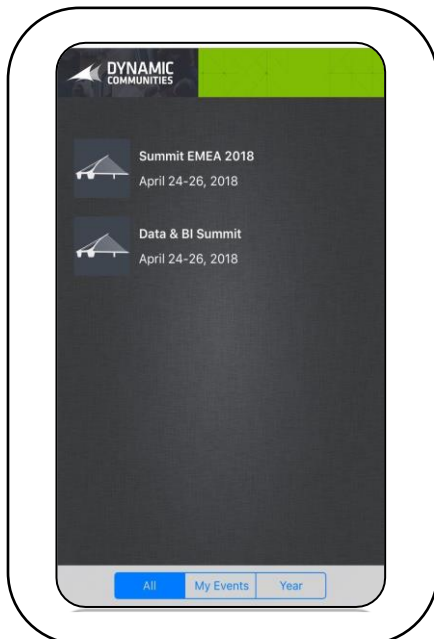 DYNAMIC
COMMUNITIES
Summit EMEA 2018
April 24-26, 2018
Data & BI Summit
April 24-26, 2018
All My Events Year